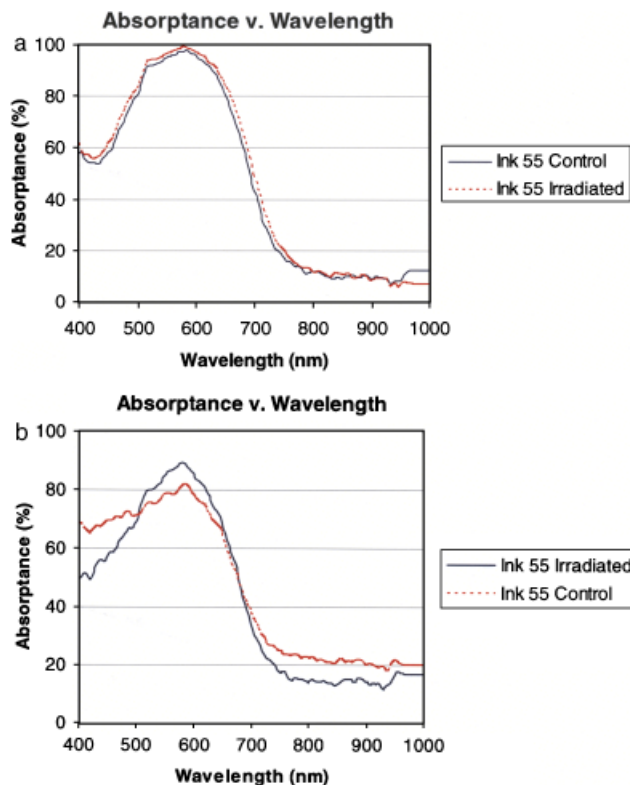 Absorptance v. Wavelength
a
100
80
60
40
20
0
Absorptance (%)
400 500 600 700 800 900 1000
Wavelength (nm)
Ink 55 Control
Ink 55 Irradiated
Absorptance v. Wavelength
b
100
80
60
40
20
0
Absorptance (%)
400 500 600 700 800 900 1000
Wavelength (nm)
Ink 55 Irradiated
Ink 55 Control